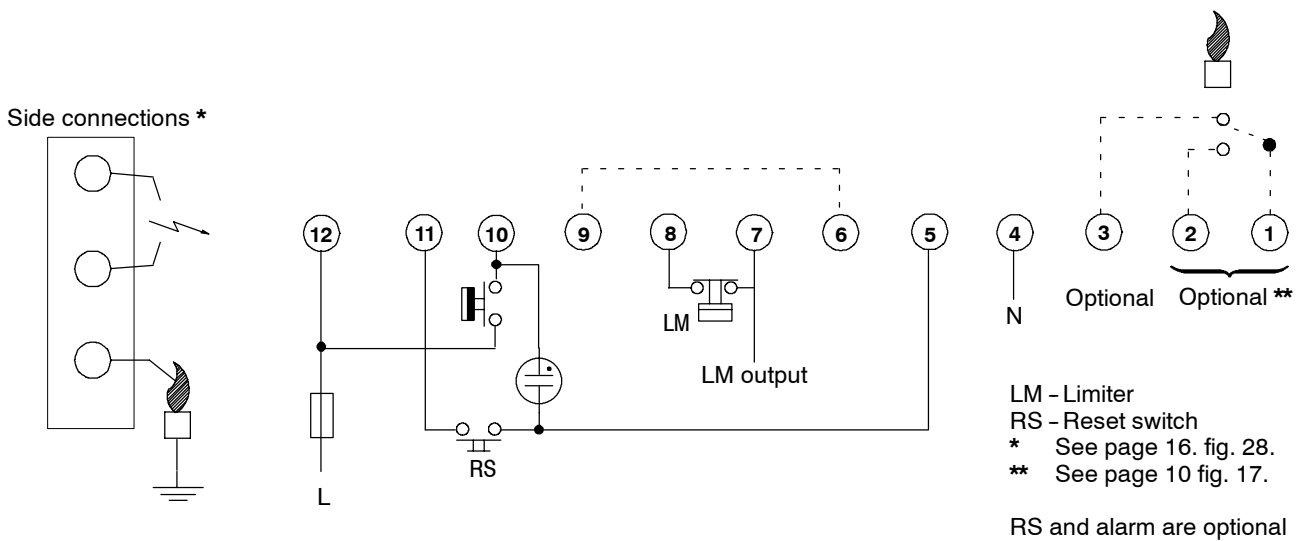 Side connections *
12 11 10 9 8 7 6 5 4 3 2 1
LM
N
Optional Optional **
LM output
RS
L
LM – Limiter
RS – Reset switch
* See page 16. fig. 28.
** See page 10 fig. 17.
RS and alarm are optional